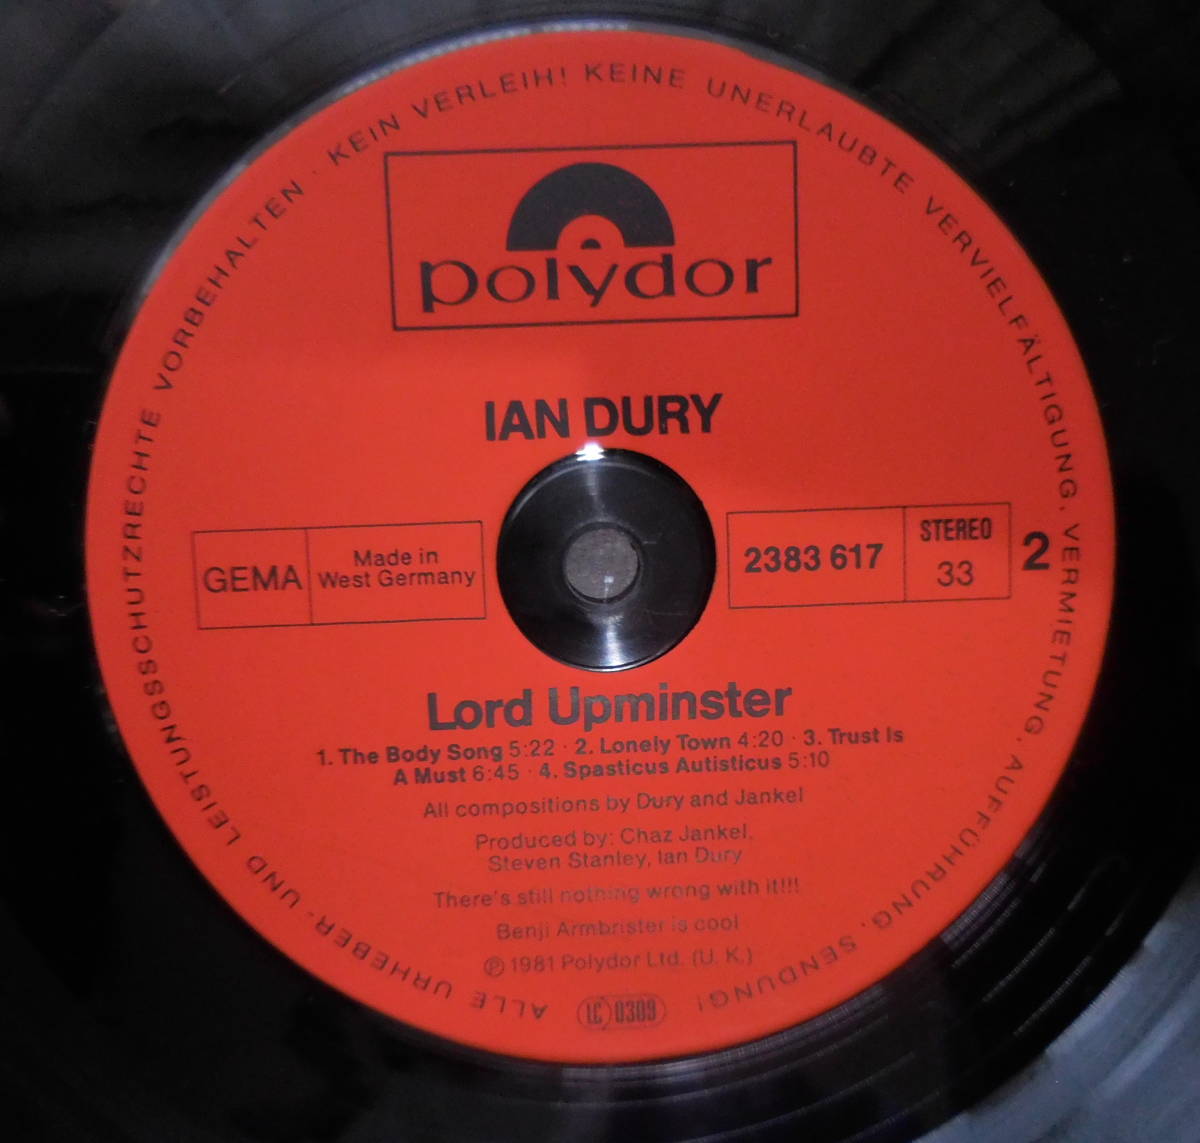 ALLE URHEBER- UND LEISTUNGSSCHUTZRECHTE VORBEHALTEN · KEIN VERLEIH! KEINE UNERLAUBTE VERVIELFÄLTIGUNG, VERMIETUNG, AUFFÜHRUNG, SENDUNG!
polydor
IAN DURY
GEMA
Made in
West Germany
2383 617
STEREO
33
2
Lord Upminster
1. The Body Song 5:22 · 2. Lonely Town 4:20 · 3. Trust Is
A Must 6:45 · 4. Spasticus Autisticus 5:10
All compositions by Dury and Jankel
Produced by: Chaz Jankel,
Steven Stanley, Ian Dury
There's still nothing wrong with it!!!
Benji Armbrister is cool
Ⓟ 1981 Polydor Ltd. (U. K.)
LC 0309